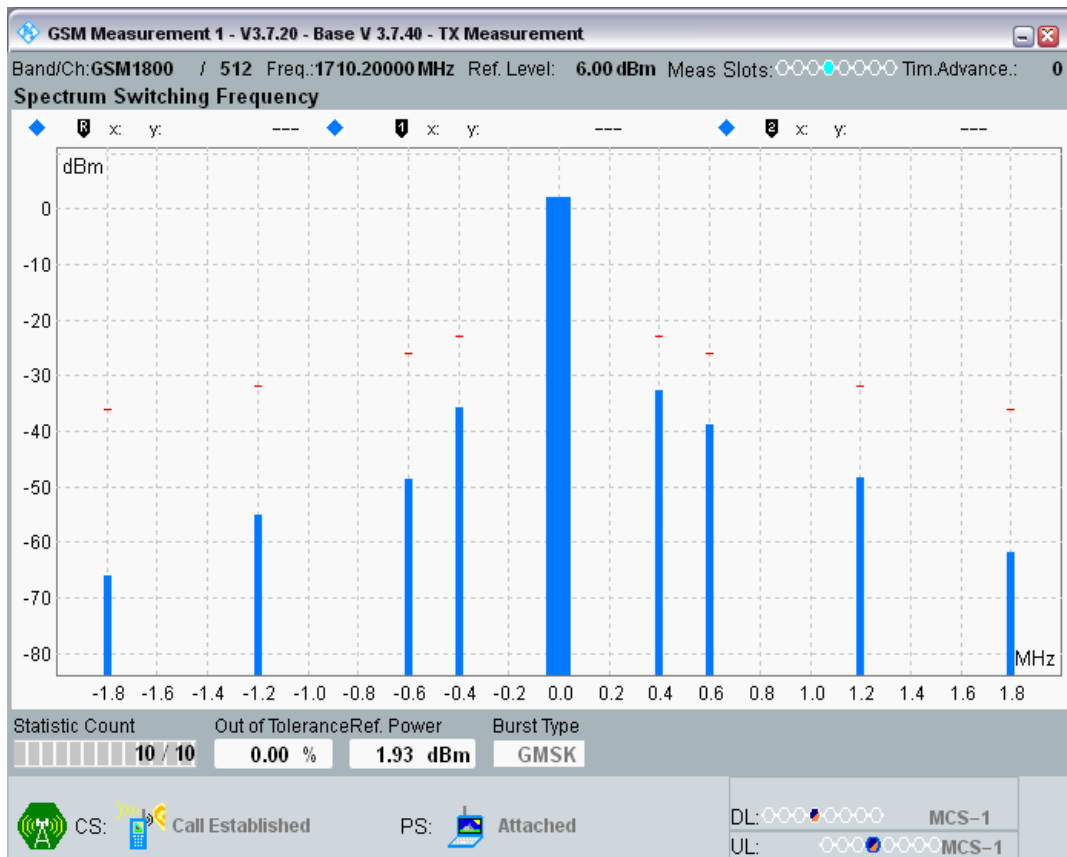 GSM Measurement 1 - V3.7.20 - Base V 3.7.40 - TX Measurement
Band/Ch:GSM1800 / 512 Freq.:1710.20000 MHz Ref. Level: 6.00 dBm Meas Slots: Tim.Advance.: 0
Spectrum Switching Frequency
R x: y: --- 1 x: y: --- 2 x: y: ---
dBm
0
-10
-20
-30
-40
-50
-60
-70
-80
MHz
-1.8 -1.6 -1.4 -1.2 -1.0 -0.8 -0.6 -0.4 -0.2 0.0 0.2 0.4 0.6 0.8 1.0 1.2 1.4 1.6 1.8
Statistic Count Out of Tolerance Ref. Power Burst Type
10 / 10 0.00 % 1.93 dBm GMSK
CS: Call Established PS: Attached
DL: MCS-1
UL: MCS-1